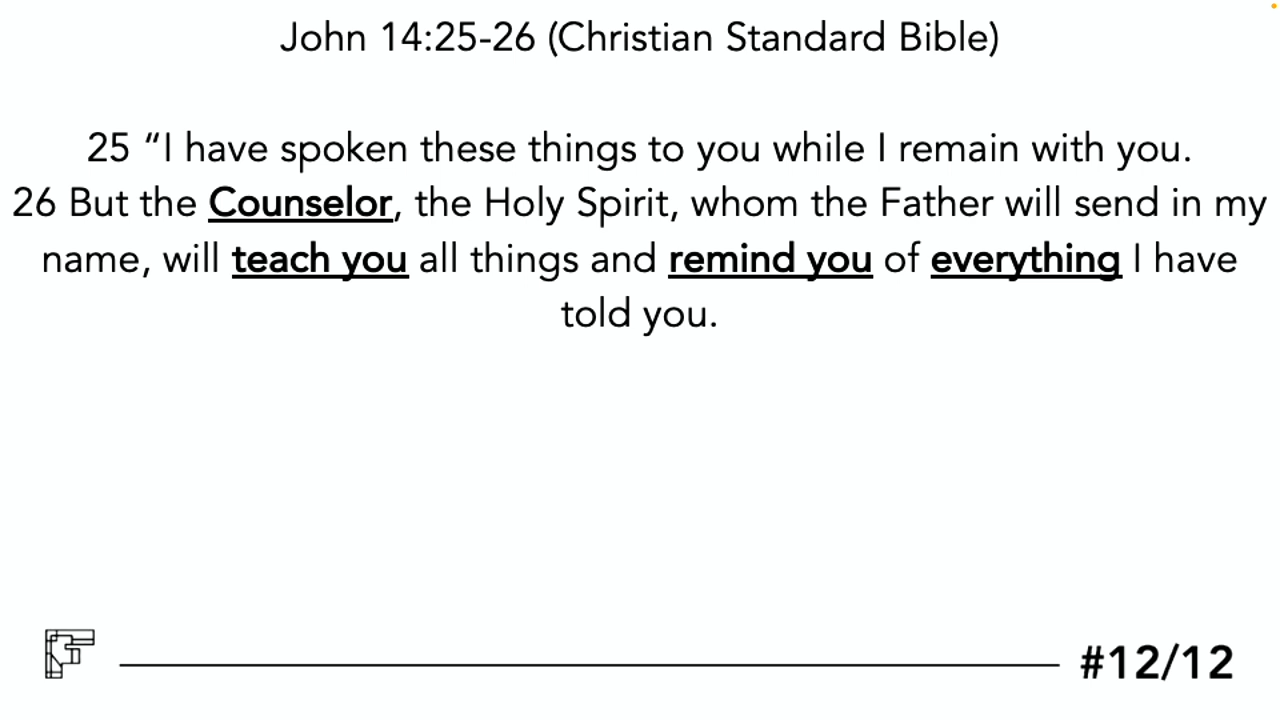 John 14:25-26 (Christian Standard Bible)
25 “I have spoken these things to you while I remain with you.
26 But the Counselor, the Holy Spirit, whom the Father will send in my
name, will teach you all things and remind you of everything I have
told you.
#12/12